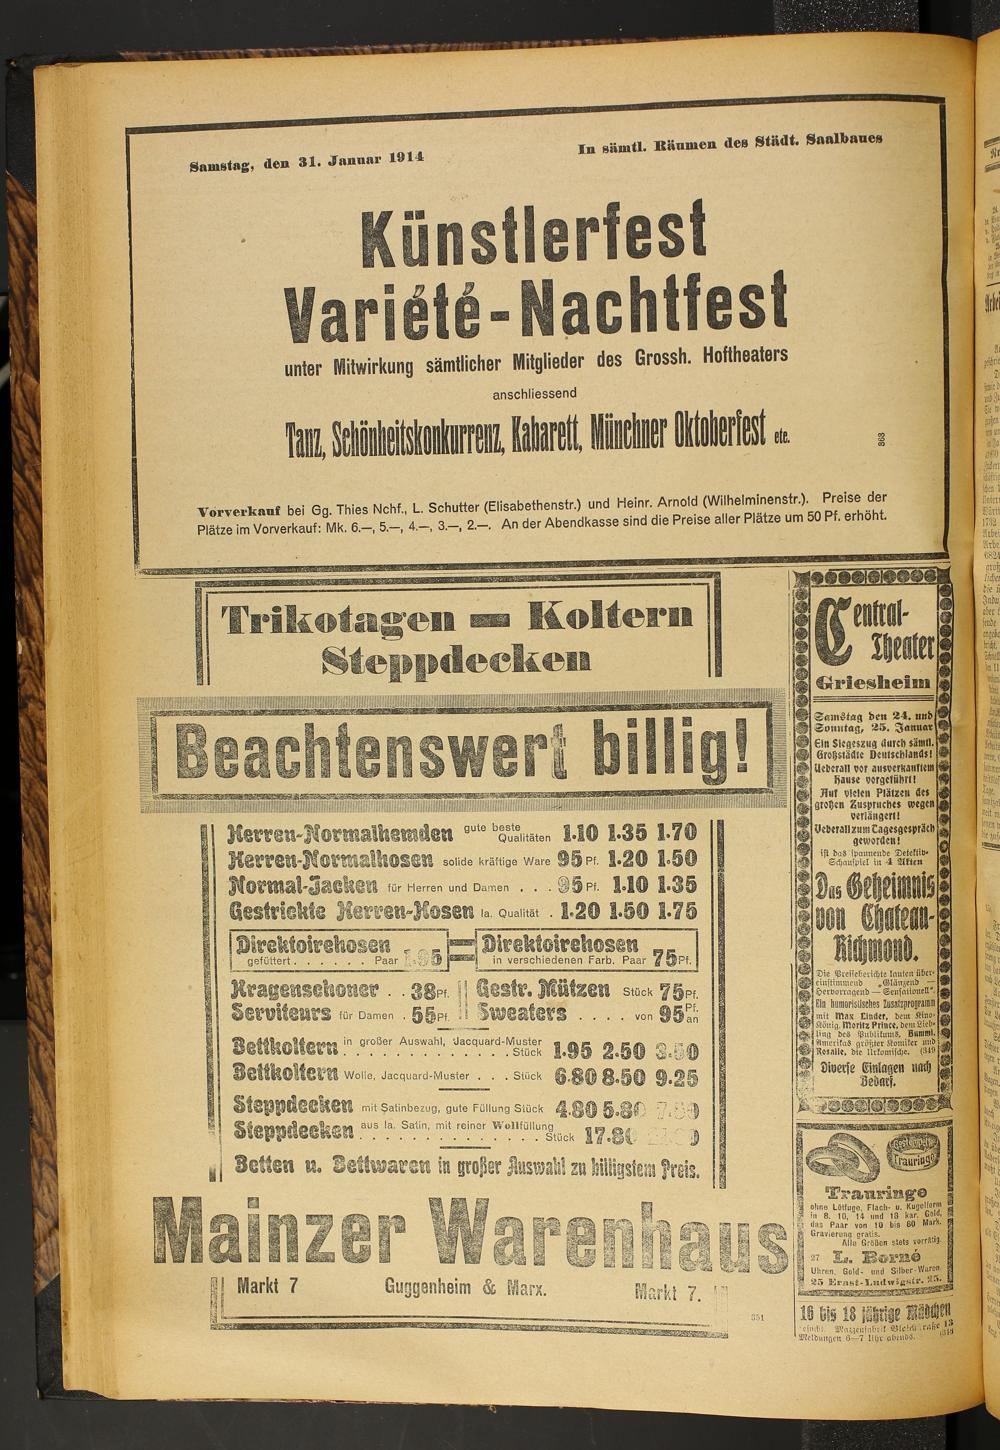 Samstag, den 31. Januar 1914
In sämtl. Räumen des Städt. Saalbaues
Künstlerfest
Variété-Nachtfest
unter Mitwirkung sämtlicher Mitglieder des Grossh. Hoftheaters
anschliessend
Tanz, Schönheitskonkurrenz, Kabarett, Münchner Oktoberfest etc.
863
Vorverkauf bei Gg. Thies Nchf., L. Schutter (Elisabethenstr.) und Heinr. Arnold (Wilhelminenstr.). Preise der
Plätze im Vorverkauf: Mk. 6.—, 5.—, 4.—, 3.—, 2.—. An der Abendkasse sind die Preise aller Plätze um 50 Pf. erhöht.
Trikotagen — Koltern
Steppdecken
Beachtenswert billig!
Herren-Normalhemden gute beste Qualitäten 1.10 1.35 1.70
Herren-Normalhosen solide kräftige Ware 95 Pf. 1.20 1.50
Normal-Jacken für Herren und Damen . . . 95 Pf. 1.10 1.35
Gestrickte Herren-Hosen Ia. Qualität . 1.20 1.50 1.75
Direktoirehosen
gefüttert . . . . . . Paar
Direktoirehosen
in verschiedenen Farb. Paar 75 Pf.
Kragenschoner . . 38 Pf.
Serviteurs für Damen . 55 Pf.
Gestr. Mützen Stück 75 Pf.
Sweaters . . . . von 95 Pf. an
Bettkoltern in großer Auswahl, Jacquard-Muster Stück 1.95 2.50
Bettkoltern Wolle, Jacquard-Muster . . . Stück 6.80 8.50 9.25
Steppdecken mit Satinbezug, gute Füllung Stück 4.80 5.80
Steppdecken aus Ia. Satin, mit reiner Wollfüllung Stück 17.80
Betten u. Bettwaren in großer Auswahl zu billigstem Preis.
Mainzer Warenhaus
Markt 7 Guggenheim & Marx. Markt 7.
351
Central-
Theater
Griesheim
Samstag den 24. und
Sonntag, 25. Januar
Ein Siegeszug durch sämtl.
Großstädte Deutschlands!
Ueberall vor ausverkauftem
Hause vorgeführt!
Auf vielen Plätzen des
großen Zuspruches wegen
verlängert!
Ueberall zum Tagesgespräch
geworden!
ist das spannende Detektiv-
Schauspiel in 4 Akten
Das Geheimnis
von Chateau-
Richmond.
Die Presseberichte lauten über-
einstimmend „Glänzend —
Hervorragend — Sensationell“.
Ein humoristisches Zusatzprogramm
mit Max Linder, dem Kino-
König, Moritz Prince, dem Lieb-
ling des Publikums, Bummi,
Amerikas größter Komiker und
Rosalie, die Urkomische. (349
Diverse Einlagen nach
Bedarf.
Gestempelte
Trauringe
Trauringe
ohne Lötfuge, Flach- u. Kugelform
in 8, 10, 14 und 18 kar. Gold,
das Paar von 10 bis 60 Mark.
Gravierung gratis.
Alle Größen stets vorrätig.
27 L. Borné
Uhren, Gold- und Silber-Waren
25 Ernst-Ludwigstr. 25.
16 bis 18 jährige Mädchen
gesucht. Mazzenfabrik Bleichstraße 13
Meldungen 6—7 Uhr abends.